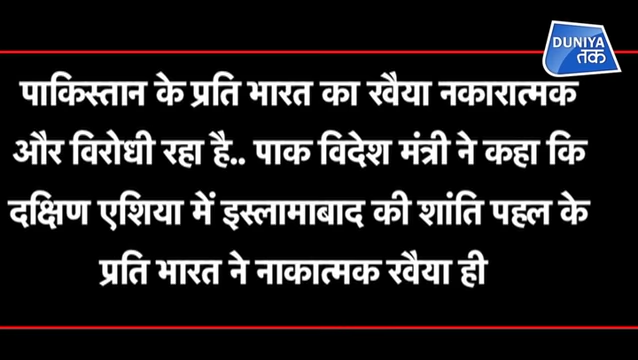 DUNIYA
तक
पाकिस्तान के प्रति भारत का रवैया नकारात्मक
और विरोधी रहा है.. पाक विदेश मंत्री ने कहा कि
दक्षिण एशिया में इस्लामाबाद की शांति पहल के
प्रति भारत ने नाकात्मक रवैया ही